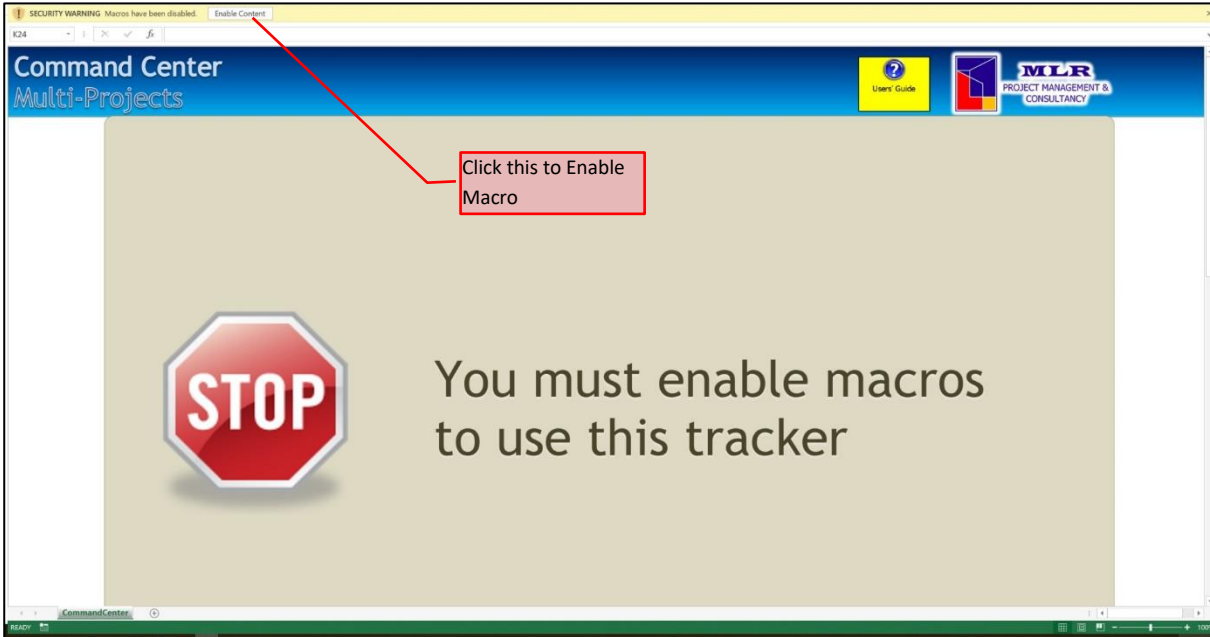 SECURITY WARNING Macros have been disabled. Enable Content
K24 fx
Command Center
Multi-Projects
?
Users' Guide
MLR
PROJECT MANAGEMENT &
CONSULTANCY
Click this to Enable
Macro
STOP
You must enable macros
to use this tracker
CommandCenter
READY